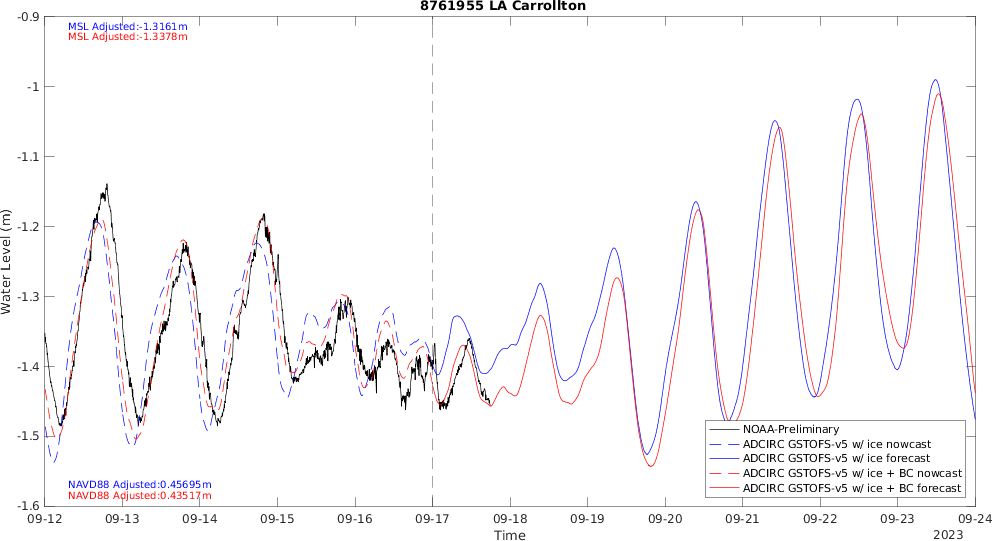 8761955 LA Carrollton
MSL Adjusted:-1.3161m
MSL Adjusted:-1.3378m
-0.9
-1
-1.1
-1.2
-1.3
-1.4
-1.5
-1.6
Water Level (m)
NOAA-Preliminary
ADCIRC GSTOFS-v5 w/ ice nowcast
ADCIRC GSTOFS-v5 w/ ice forecast
ADCIRC GSTOFS-v5 w/ ice + BC nowcast
ADCIRC GSTOFS-v5 w/ ice + BC forecast
NAVD88 Adjusted:0.45695m
NAVD88 Adjusted:0.43517m
09-12 09-13 09-14 09-15 09-16 09-17 09-18 09-19 09-20 09-21 09-22 09-23 09-24
Time
2023